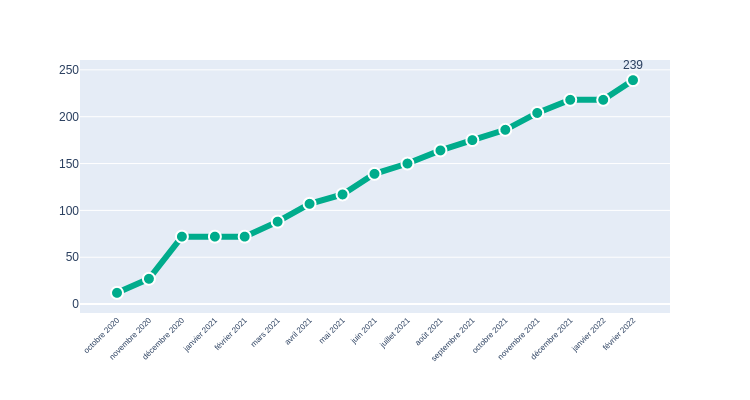 239
250
200
150
100
50
0
octobre 2020
novembre 2020
décembre 2020
janvier 2021
février 2021
mars 2021
avril 2021
mai 2021
juin 2021
juillet 2021
août 2021
septembre 2021
octobre 2021
novembre 2021
décembre 2021
janvier 2022
février 2022